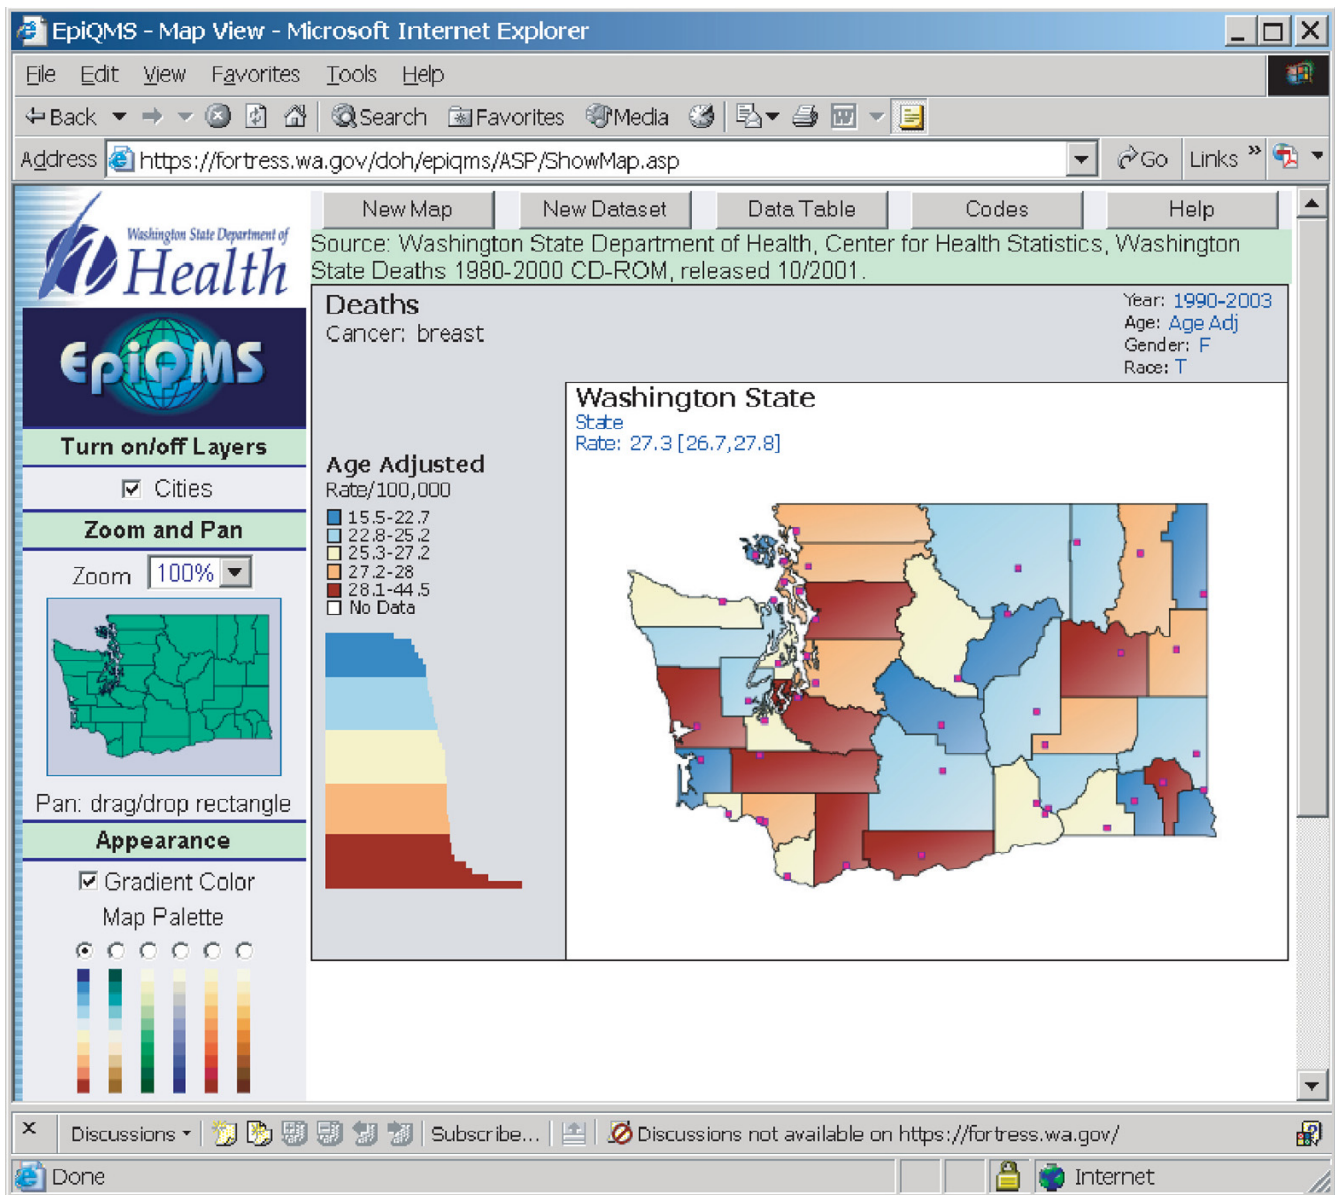 EpiQMS - Map View - Microsoft Internet Explorer
File Edit View Favorites Tools Help
Back Search Favorites Media
Address https://fortress.wa.gov/doh/epiqms/ASP/ShowMap.asp Go Links »
Washington State Department of
Health
EpiQMS
Turn on/off Layers
Cities
Zoom and Pan
Zoom 100%
Pan: drag/drop rectangle
Appearance
Gradient Color
Map Palette
New Map New Dataset Data Table Codes Help
Source: Washington State Department of Health, Center for Health Statistics, Washington
State Deaths 1980-2000 CD-ROM, released 10/2001.
Deaths
Cancer: breast
Year: 1990-2003
Age: Age Adj
Gender: F
Race: T
Washington State
State
Rate: 27.3 [26.7,27.8]
Age Adjusted
Rate/100,000
15.5-22.7
22.8-25.2
25.3-27.2
27.2-28
28.1-44.5
No Data
× Discussions Subscribe... Discussions not available on https://fortress.wa.gov/
Done Internet